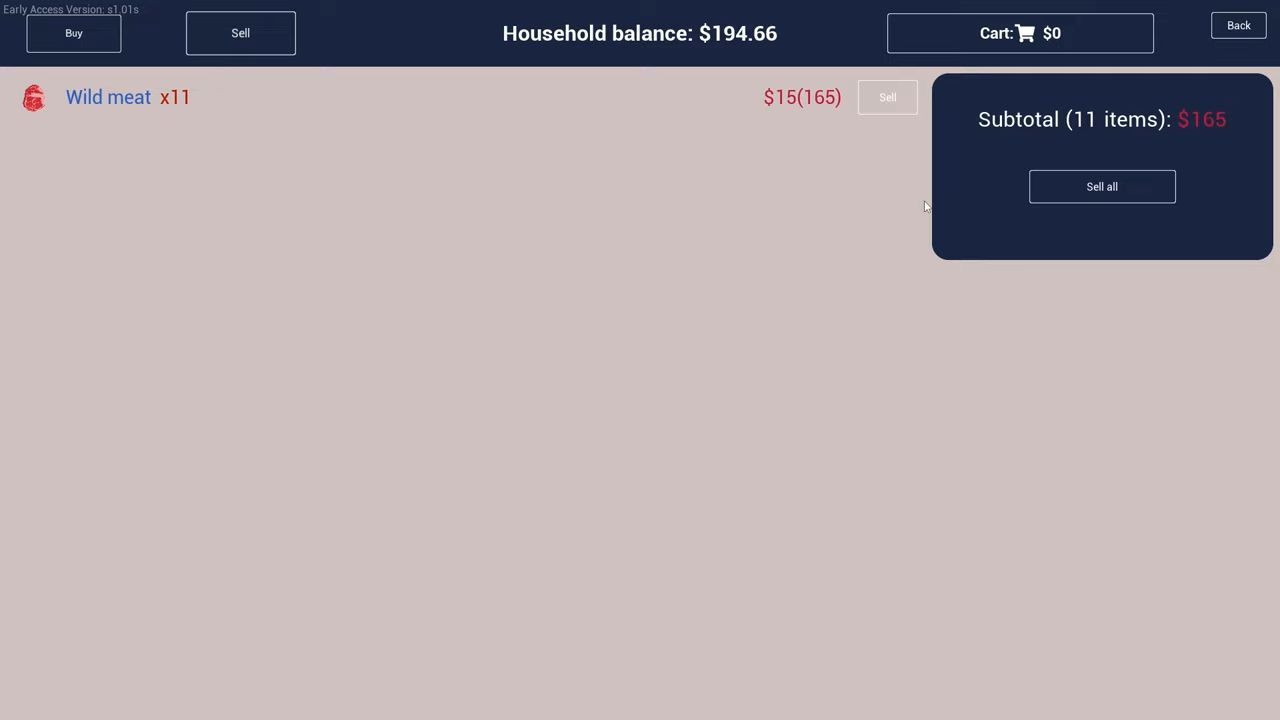 Early Access Version: s1.01s
Buy
Sell
Household balance: $194.66
Cart: $0
Back
Wild meat x11
$15(165)
Sell
Subtotal (11 items): $165
Sell all